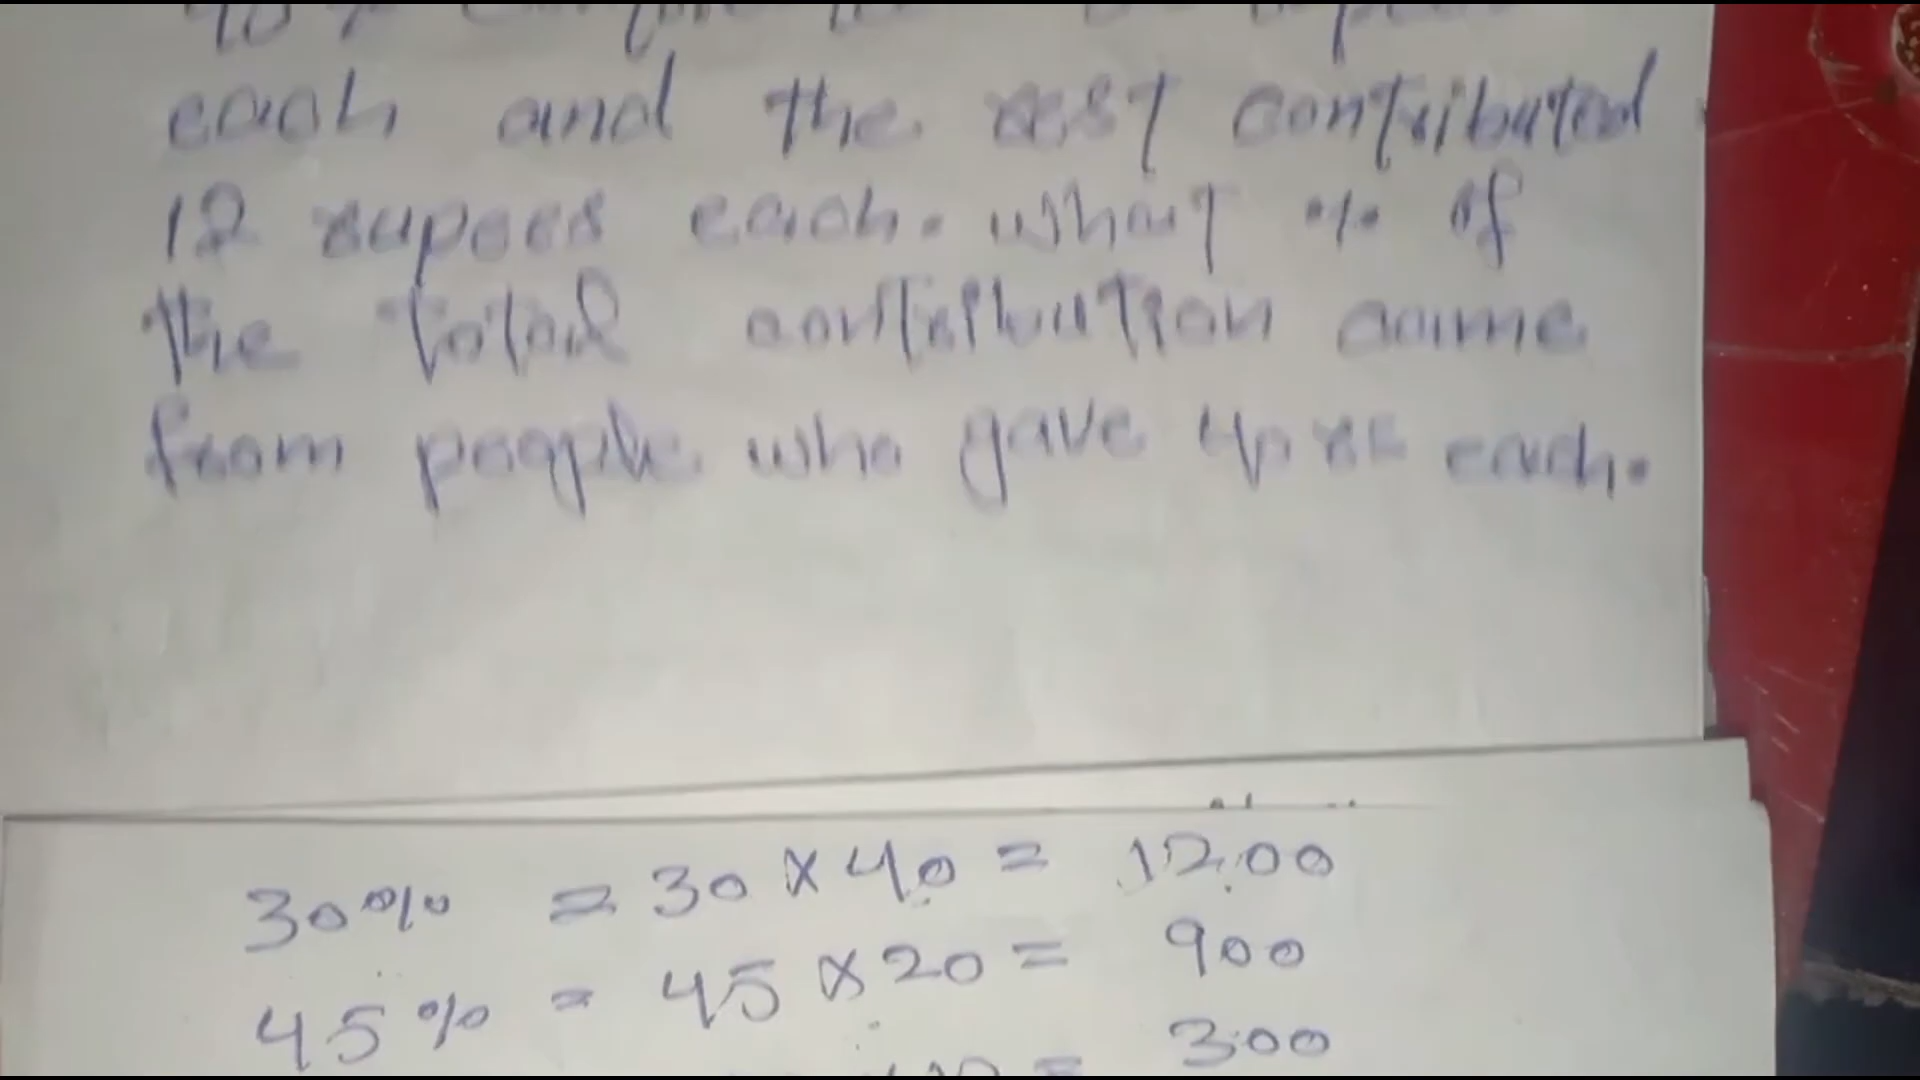 each and the rest contributed
12 rupees each. what % of
the total contribution came
from people who gave 40 rs each.
30% = 30 × 40 = 1200
45% = 45 × 20 = 900
= 300